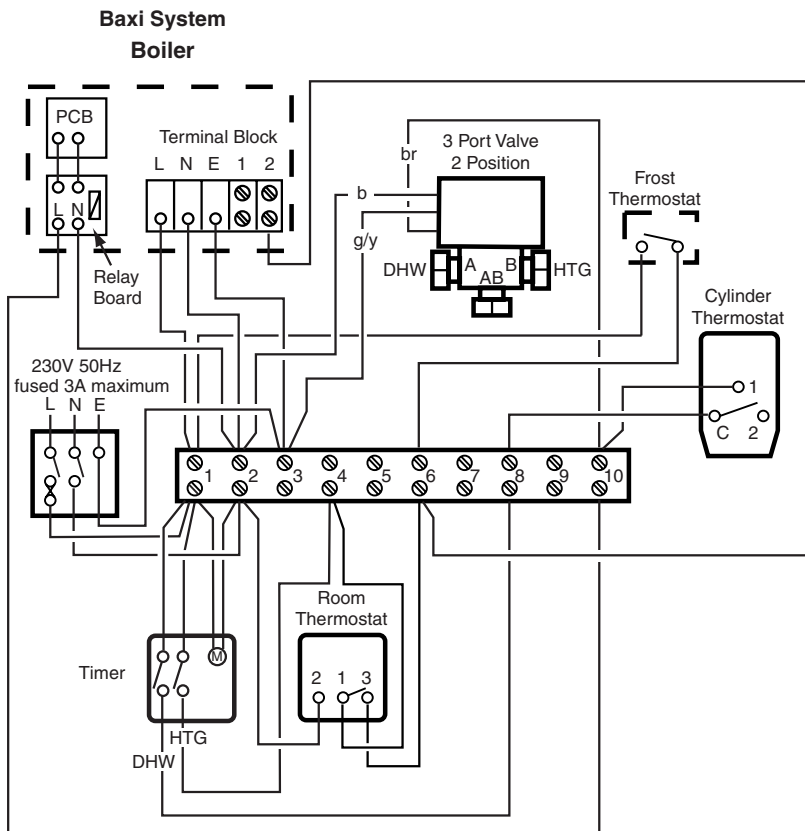 Baxi System
Boiler
PCB
L N
Relay
Board
Terminal Block
L N E 1 2
3 Port Valve
2 Position
br
b
g/y
DHW
A
AB
B
HTG
Frost
Thermostat
Cylinder
Thermostat
1
C 2
230V 50Hz
fused 3A maximum
L N E
1 2 3 4 5 6 7 8 9 10
Timer
M
HTG
DHW
Room
Thermostat
2 1 3